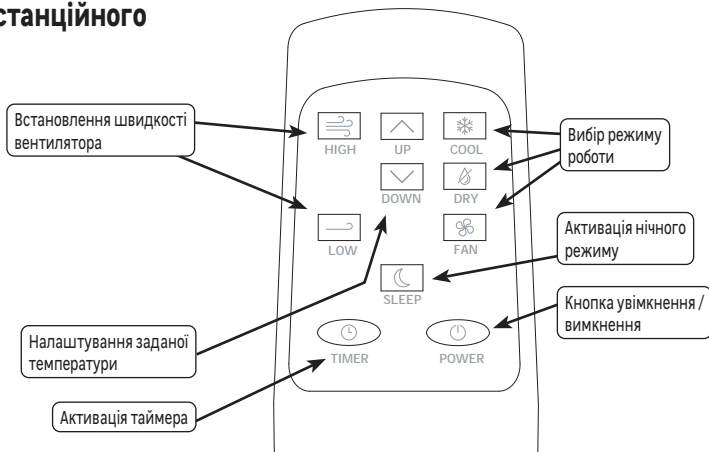 станційного
Встановлення швидкості
вентилятора
HIGH
UP
COOL
Вибір режиму
роботи
DOWN
DRY
LOW
FAN
Активація нічного
режиму
SLEEP
Кнопка увімкнення /
вимкнення
Налаштування заданої
температури
TIMER
POWER
Активація таймера